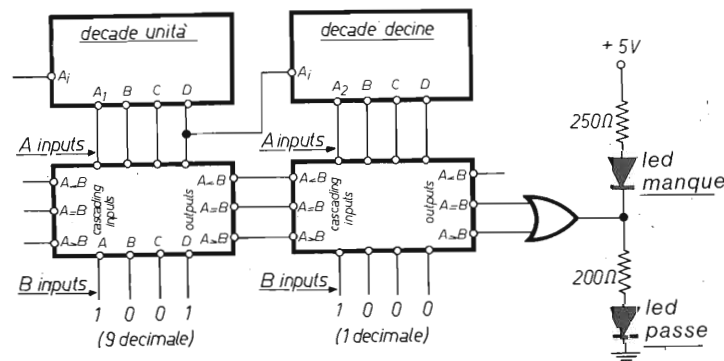 decade unità
decade decine
Ai
A1 B C D
Ai
A2 B C D
+ 5V
250Ω
led
manque
A inputs
A inputs
A<B
A=B
A>B
cascading
inputs
outputs
A<B
A=B
A>B
A<B
A=B
A>B
cascading
inputs
outputs
A<B
A=B
A>B
A B C D
A B C D
B inputs
B inputs
1 0 0 1
1 0 0 0
(9 decimale)
(1 decimale)
200Ω
led
passe